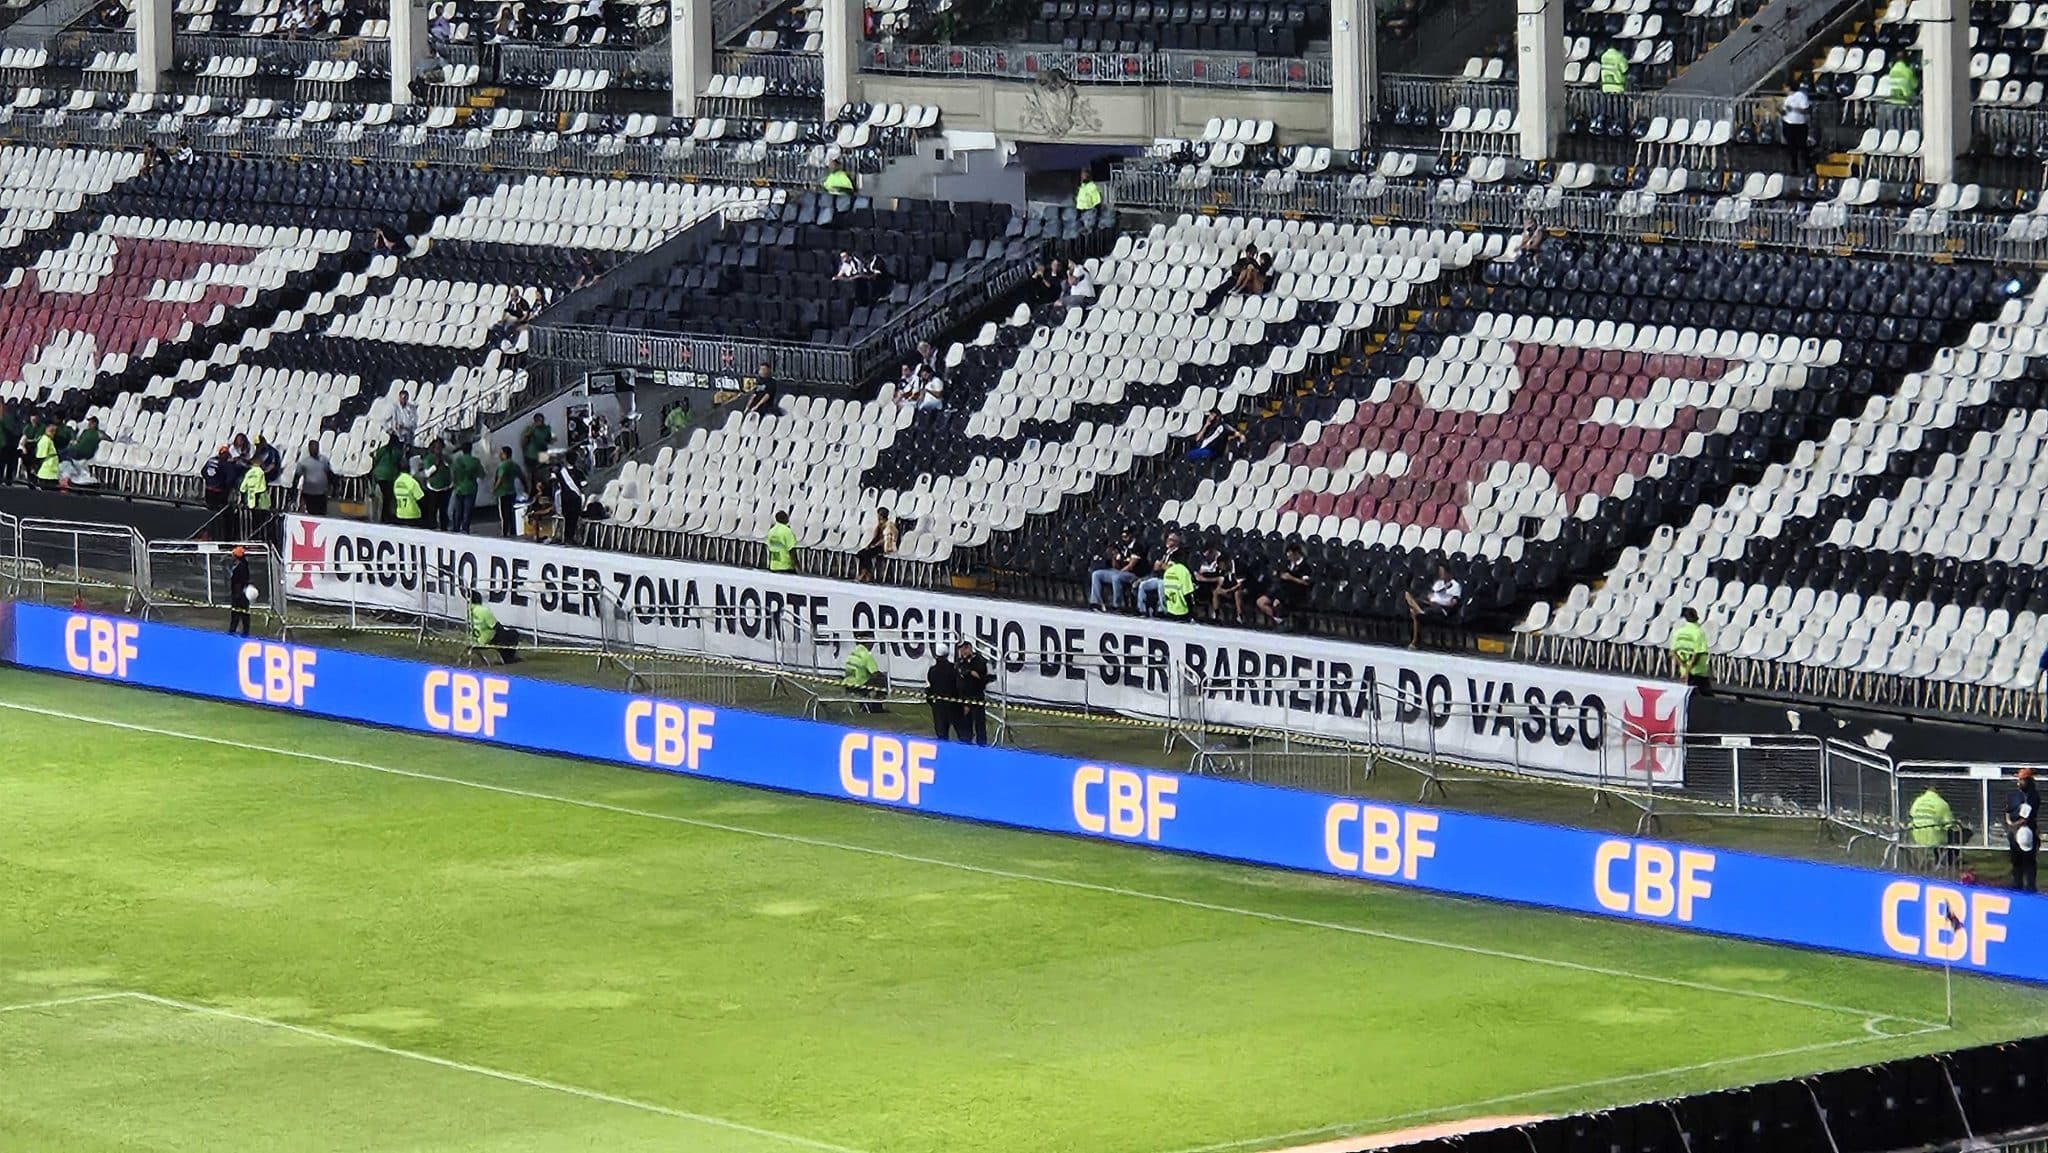 ORGULHO DE SER ZONA NORTE, ORGULHO DE SER BARREIRA DO VASCO
CBF CBF CBF CBF CBF CBF CBF CBF CBF